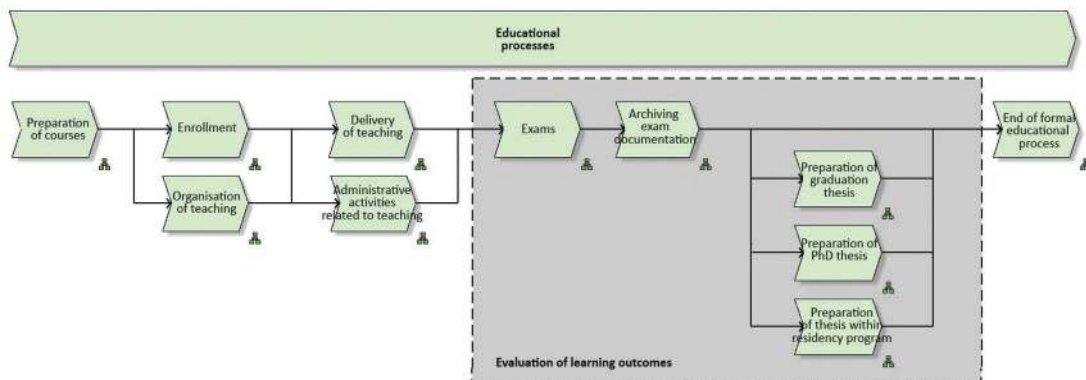 Educational
processes
Preparation
of courses
Enrollment
Delivery
of teaching
Exams
Archiving
exam
documentation
End of formal
educational
process
Organisation
of teaching
Administrative
activities
related to teaching
Preparation of
graduation
thesis
Preparation of
PhD thesis
Preparation
of thesis within
residency program
Evaluation of learning outcomes